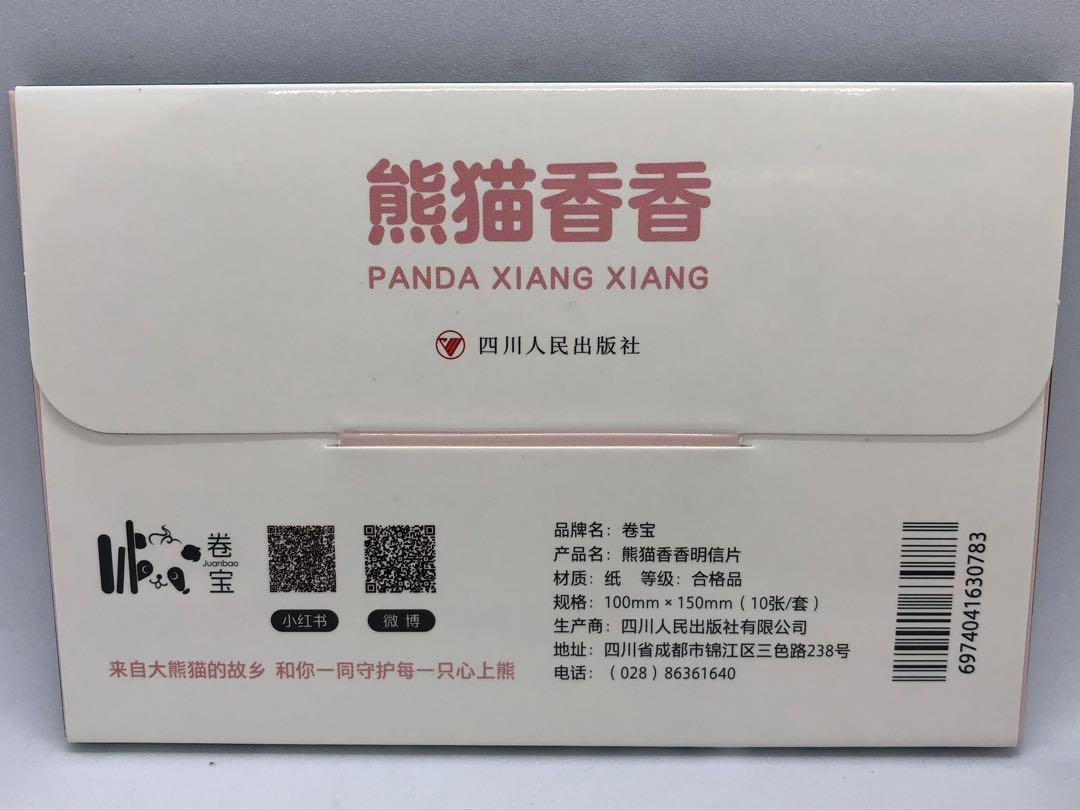 熊猫香香
PANDA XIANG XIANG
四川人民出版社
卷宝
Juanbao
小红书
微博
来自大熊猫的故乡 和你一同守护每一只心上熊
品牌名：卷宝
产品名：熊猫香香明信片
材质：纸 等级：合格品
规格：100mm × 150mm（10张/套）
生产商：四川人民出版社有限公司
地址：四川省成都市锦江区三色路238号
电话：（028）86361640
6974041630783